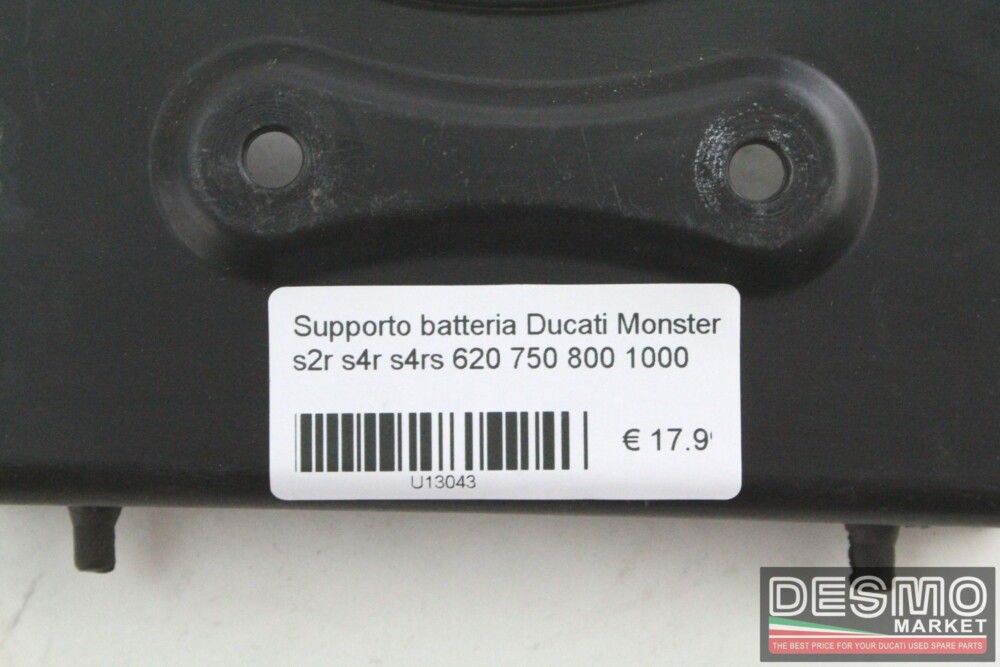 Supporto batteria Ducati Monster
s2r s4r s4rs 620 750 800 1000
€ 17.9
U13043
DESMO
MARKET
THE BEST PRICE FOR YOUR DUCATI USED SPARE PARTS